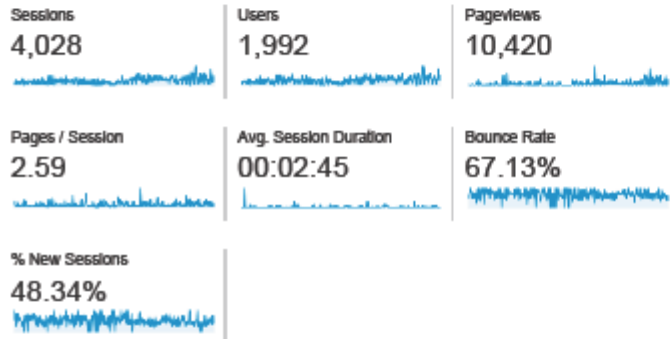 Sessions
4,028
Users
1,992
Pageviews
10,420
Pages / Session
2.59
Avg. Session Duration
00:02:45
Bounce Rate
67.13%
% New Sessions
48.34%